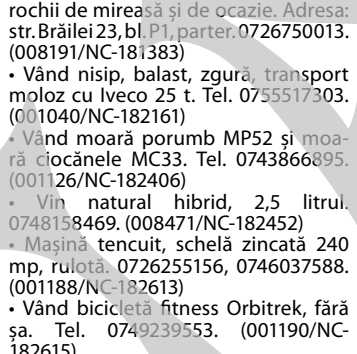 rochii de mireasă și de ocazie. Adresa:
str. Brăilei 23, bl. P1, parter. 0726750013.
(008191/NC-181383)
• Vând nisip, balast, zgură, transport
moloz cu Iveco 25 t. Tel. 0755517303.
(001040/NC-182161)
• Vând moară porumb MP52 și moa-
ră ciocănele MC33. Tel. 0743866895.
(001126/NC-182406)
• Vin natural hibrid, 2,5 litrul.
0748158469. (008471/NC-182452)
• Mașină tencuit, schelă zincată 240
mp, rulotă. 0726255156, 0746037588.
(001188/NC-182613)
• Vând bicicletă fitness Orbitrek, fără
șa. Tel. 0749239553. (001190/NC-
182615)